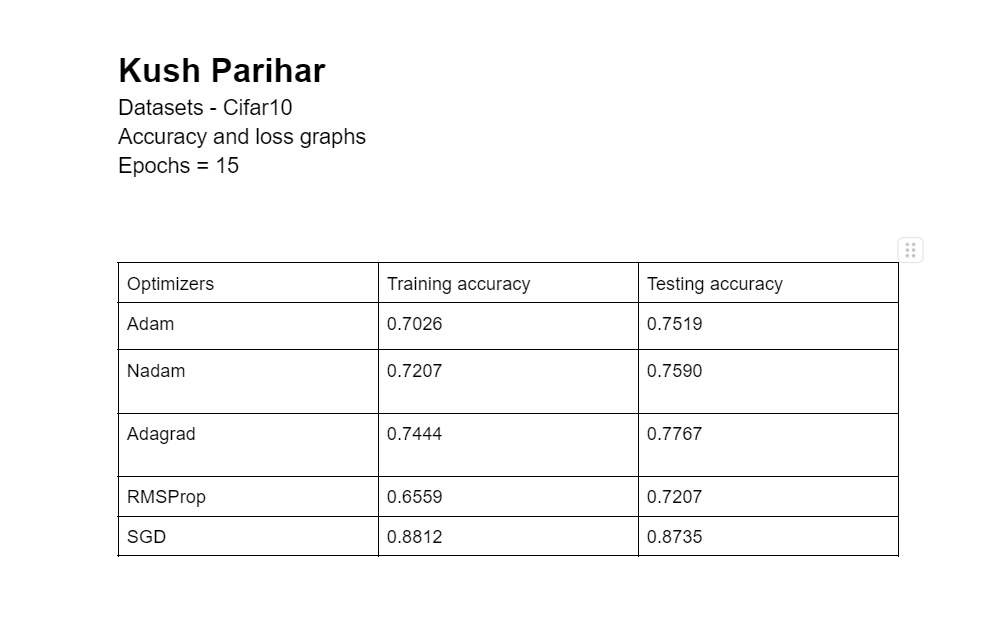 Kush Parihar
Datasets - Cifar10
Accuracy and loss graphs
Epochs = 15
Optimizers Training accuracy Testing accuracy
Adam 0.7026 0.7519
Nadam 0.7207 0.7590
Adagrad 0.7444 0.7767
RMSProp 0.6559 0.7207
SGD 0.8812 0.8735